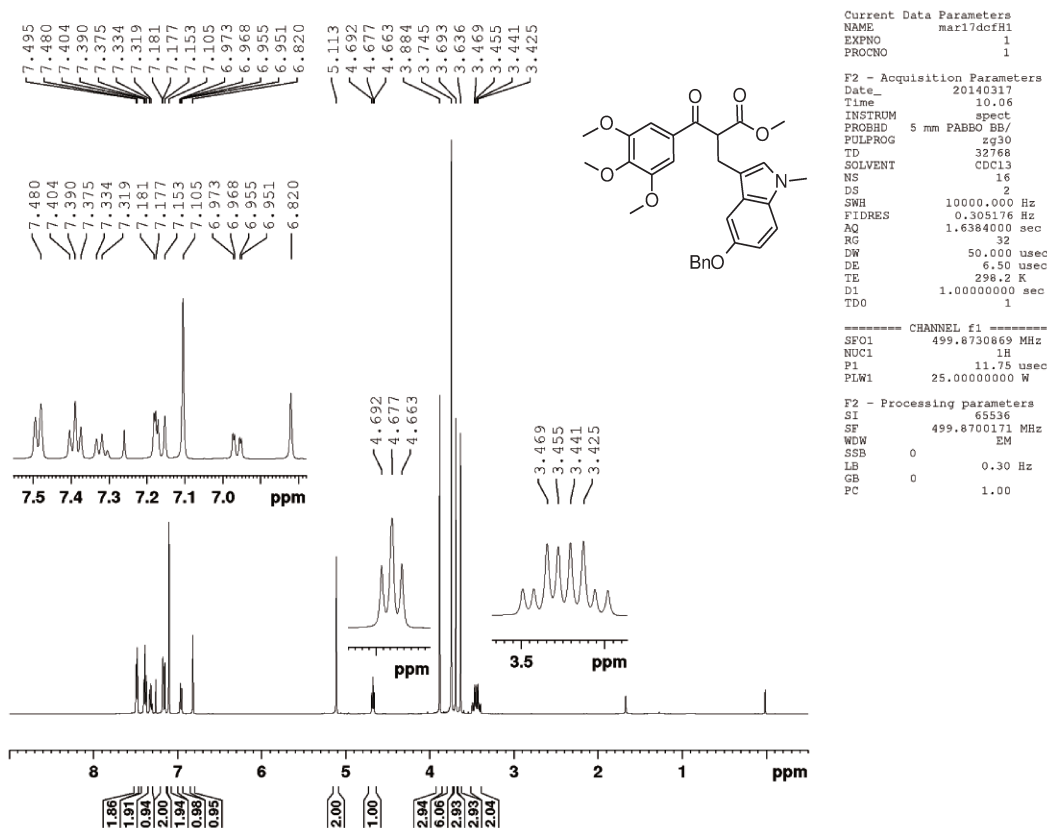 7.495
7.480
7.404
7.390
7.375
7.334
7.319
7.181
7.177
7.153
7.105
6.973
6.968
6.955
6.951
6.820
5.113
4.692
4.677
4.663
3.884
3.745
3.693
3.636
3.469
3.455
3.441
3.425
7.480
7.404
7.390
7.375
7.334
7.319
7.181
7.177
7.153
7.105
6.973
6.968
6.955
6.951
6.820
7.5 7.4 7.3 7.2 7.1 7.0 ppm
O O
O O
O N
O
BnO
4.692
4.677
4.663
ppm
3.469
3.455
3.441
3.425
3.5 ppm
8 7 6 5 4 3 2 1 ppm
1.86
1.91
0.94
2.00
1.94
0.98
0.95
2.00
1.00
2.94
6.06
2.93
2.93
2.04
Current Data Parameters
NAME mar17dcfH1
EXPNO 1
PROCNO 1
F2 - Acquisition Parameters
Date_ 20140317
Time 10.06
INSTRUM spect
PROBHD 5 mm PABBO BB/
PULPROG zg30
TD 32768
SOLVENT CDCl3
NS 16
DS 2
SWH 10000.000 Hz
FIDRES 0.305176 Hz
AQ 1.6384000 sec
RG 32
DW 50.000 usec
DE 6.50 usec
TE 298.2 K
D1 1.00000000 sec
TD0 1
======== CHANNEL f1 ========
SFO1 499.8730869 MHz
NUC1 1H
P1 11.75 usec
PLW1 25.00000000 W
F2 - Processing parameters
SI 65536
SF 499.8700171 MHz
WDW EM
SSB 0
LB 0.30 Hz
GB 0
PC 1.00